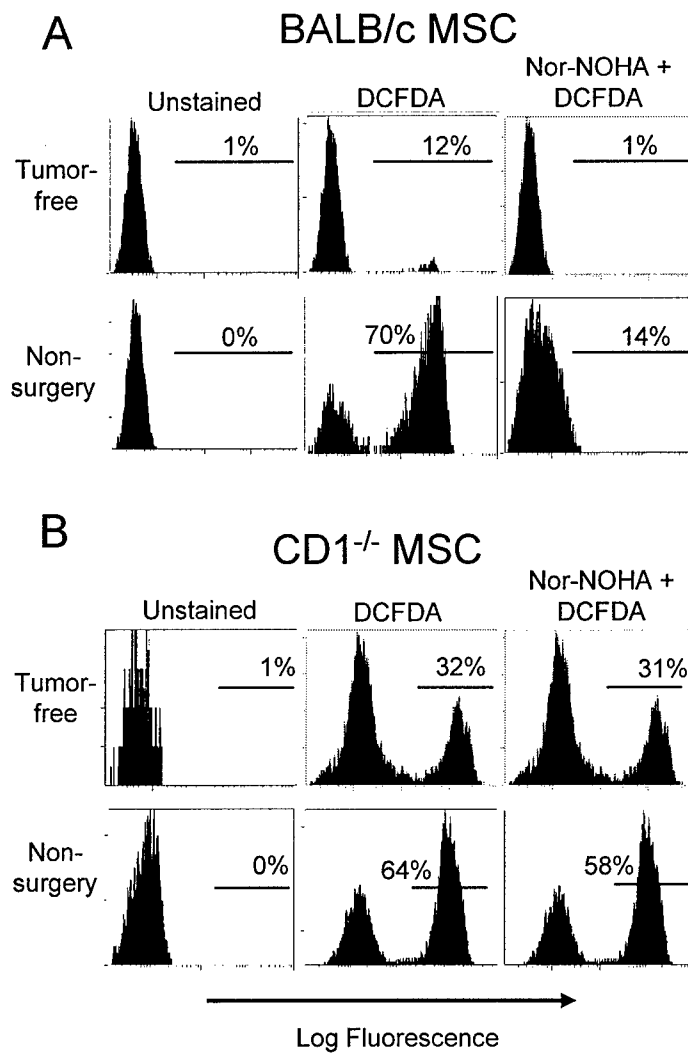 A
BALB/c MSC
Unstained
DCFDA
Nor-NOHA +
DCFDA
Tumor-
free
1%
12%
1%
Non-
surgery
0%
70%
14%
B
CD1-/- MSC
Unstained
DCFDA
Nor-NOHA +
DCFDA
Tumor-
free
1%
32%
31%
Non-
surgery
0%
64%
58%
Log Fluorescence